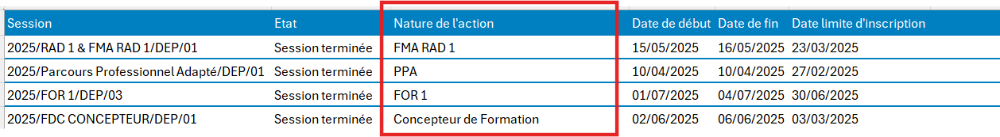 Session Etat Nature de l'action Date de début Date de fin Date limite d'inscription
2025/RAD 1 & FMA RAD 1/DEP/01 Session terminée FMA RAD 1 15/05/2025 16/05/2025 23/03/2025
2025/Parcours Professionnel Adapté/DEP/01 Session terminée PPA 10/04/2025 10/04/2025 27/02/2025
2025/FOR 1/DEP/03 Session terminée FOR 1 01/07/2025 04/07/2025 30/06/2025
2025/FDC CONCEPTEUR/DEP/01 Session terminée Concepteur de Formation 02/06/2025 06/06/2025 03/03/2025